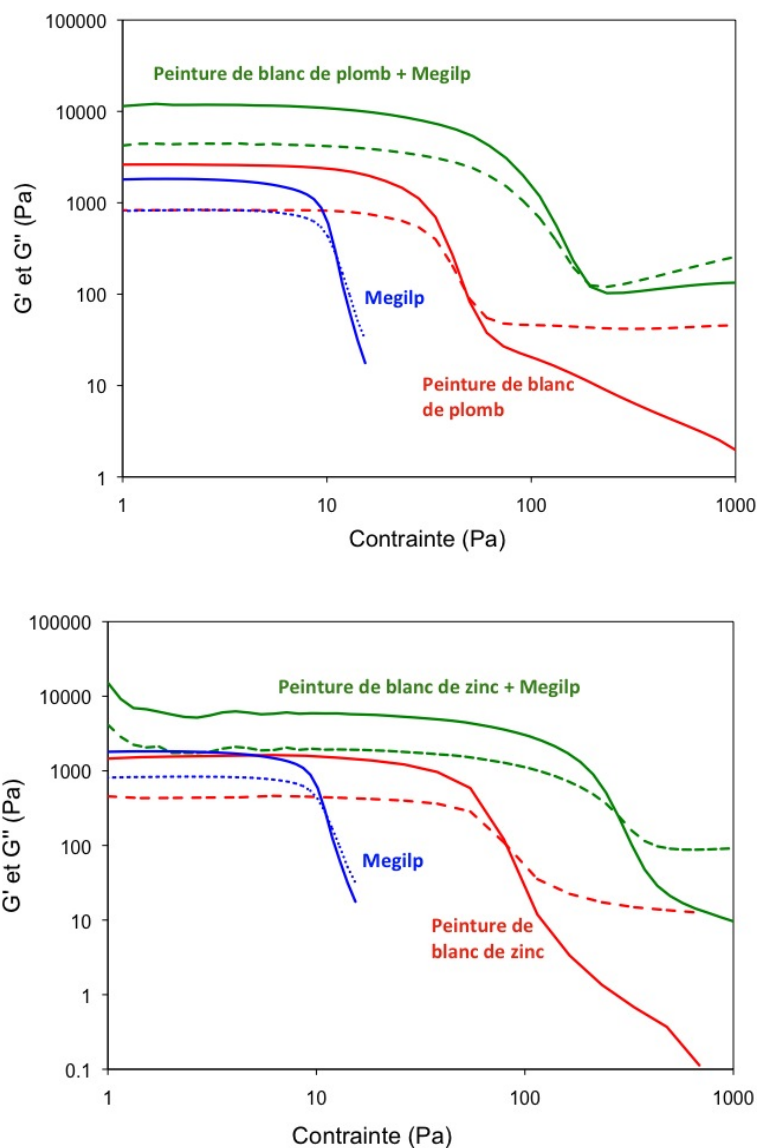 100000
Peinture de blanc de plomb + Megilp
10000
1000
G' et G" (Pa)
100
Megilp
10
Peinture de blanc
de plomb
1
1
10
100
1000
Contrainte (Pa)
100000
Peinture de blanc de zinc + Megilp
10000
1000
G' et G" (Pa)
100
Megilp
10
Peinture de
blanc de zinc
1
0.1
1
10
100
1000
Contrainte (Pa)